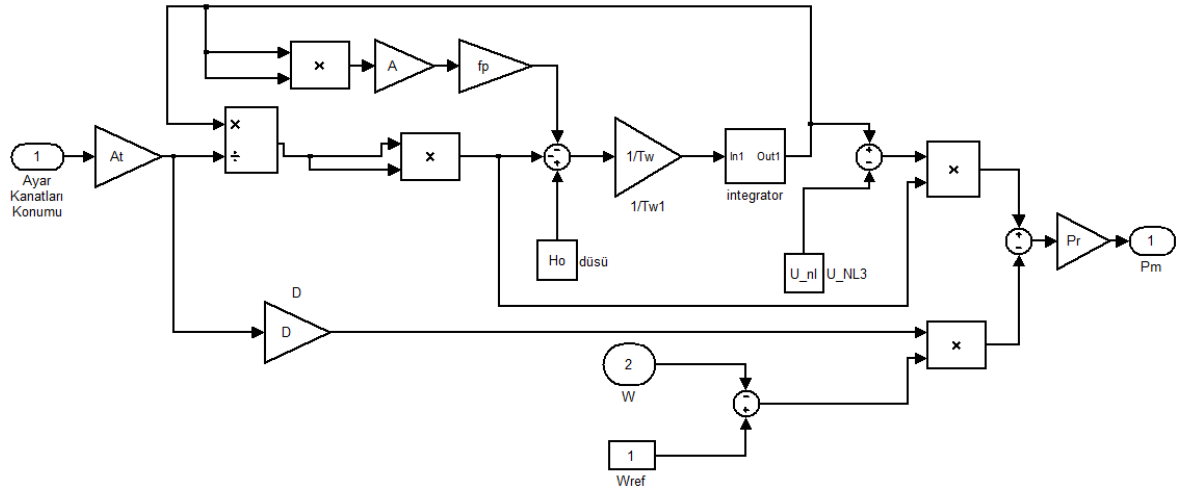 ×
A
fp
1
Ayar
Kanatları
Konumu
At
×
÷
×
-
-
+
1/Tw
1/Tw1
In1 Out1
integrator
+
-
×
Ho
düsü
U_nl
U_NL3
+
-
Pr
1
Pm
D
D
×
2
W
-
+
1
Wref